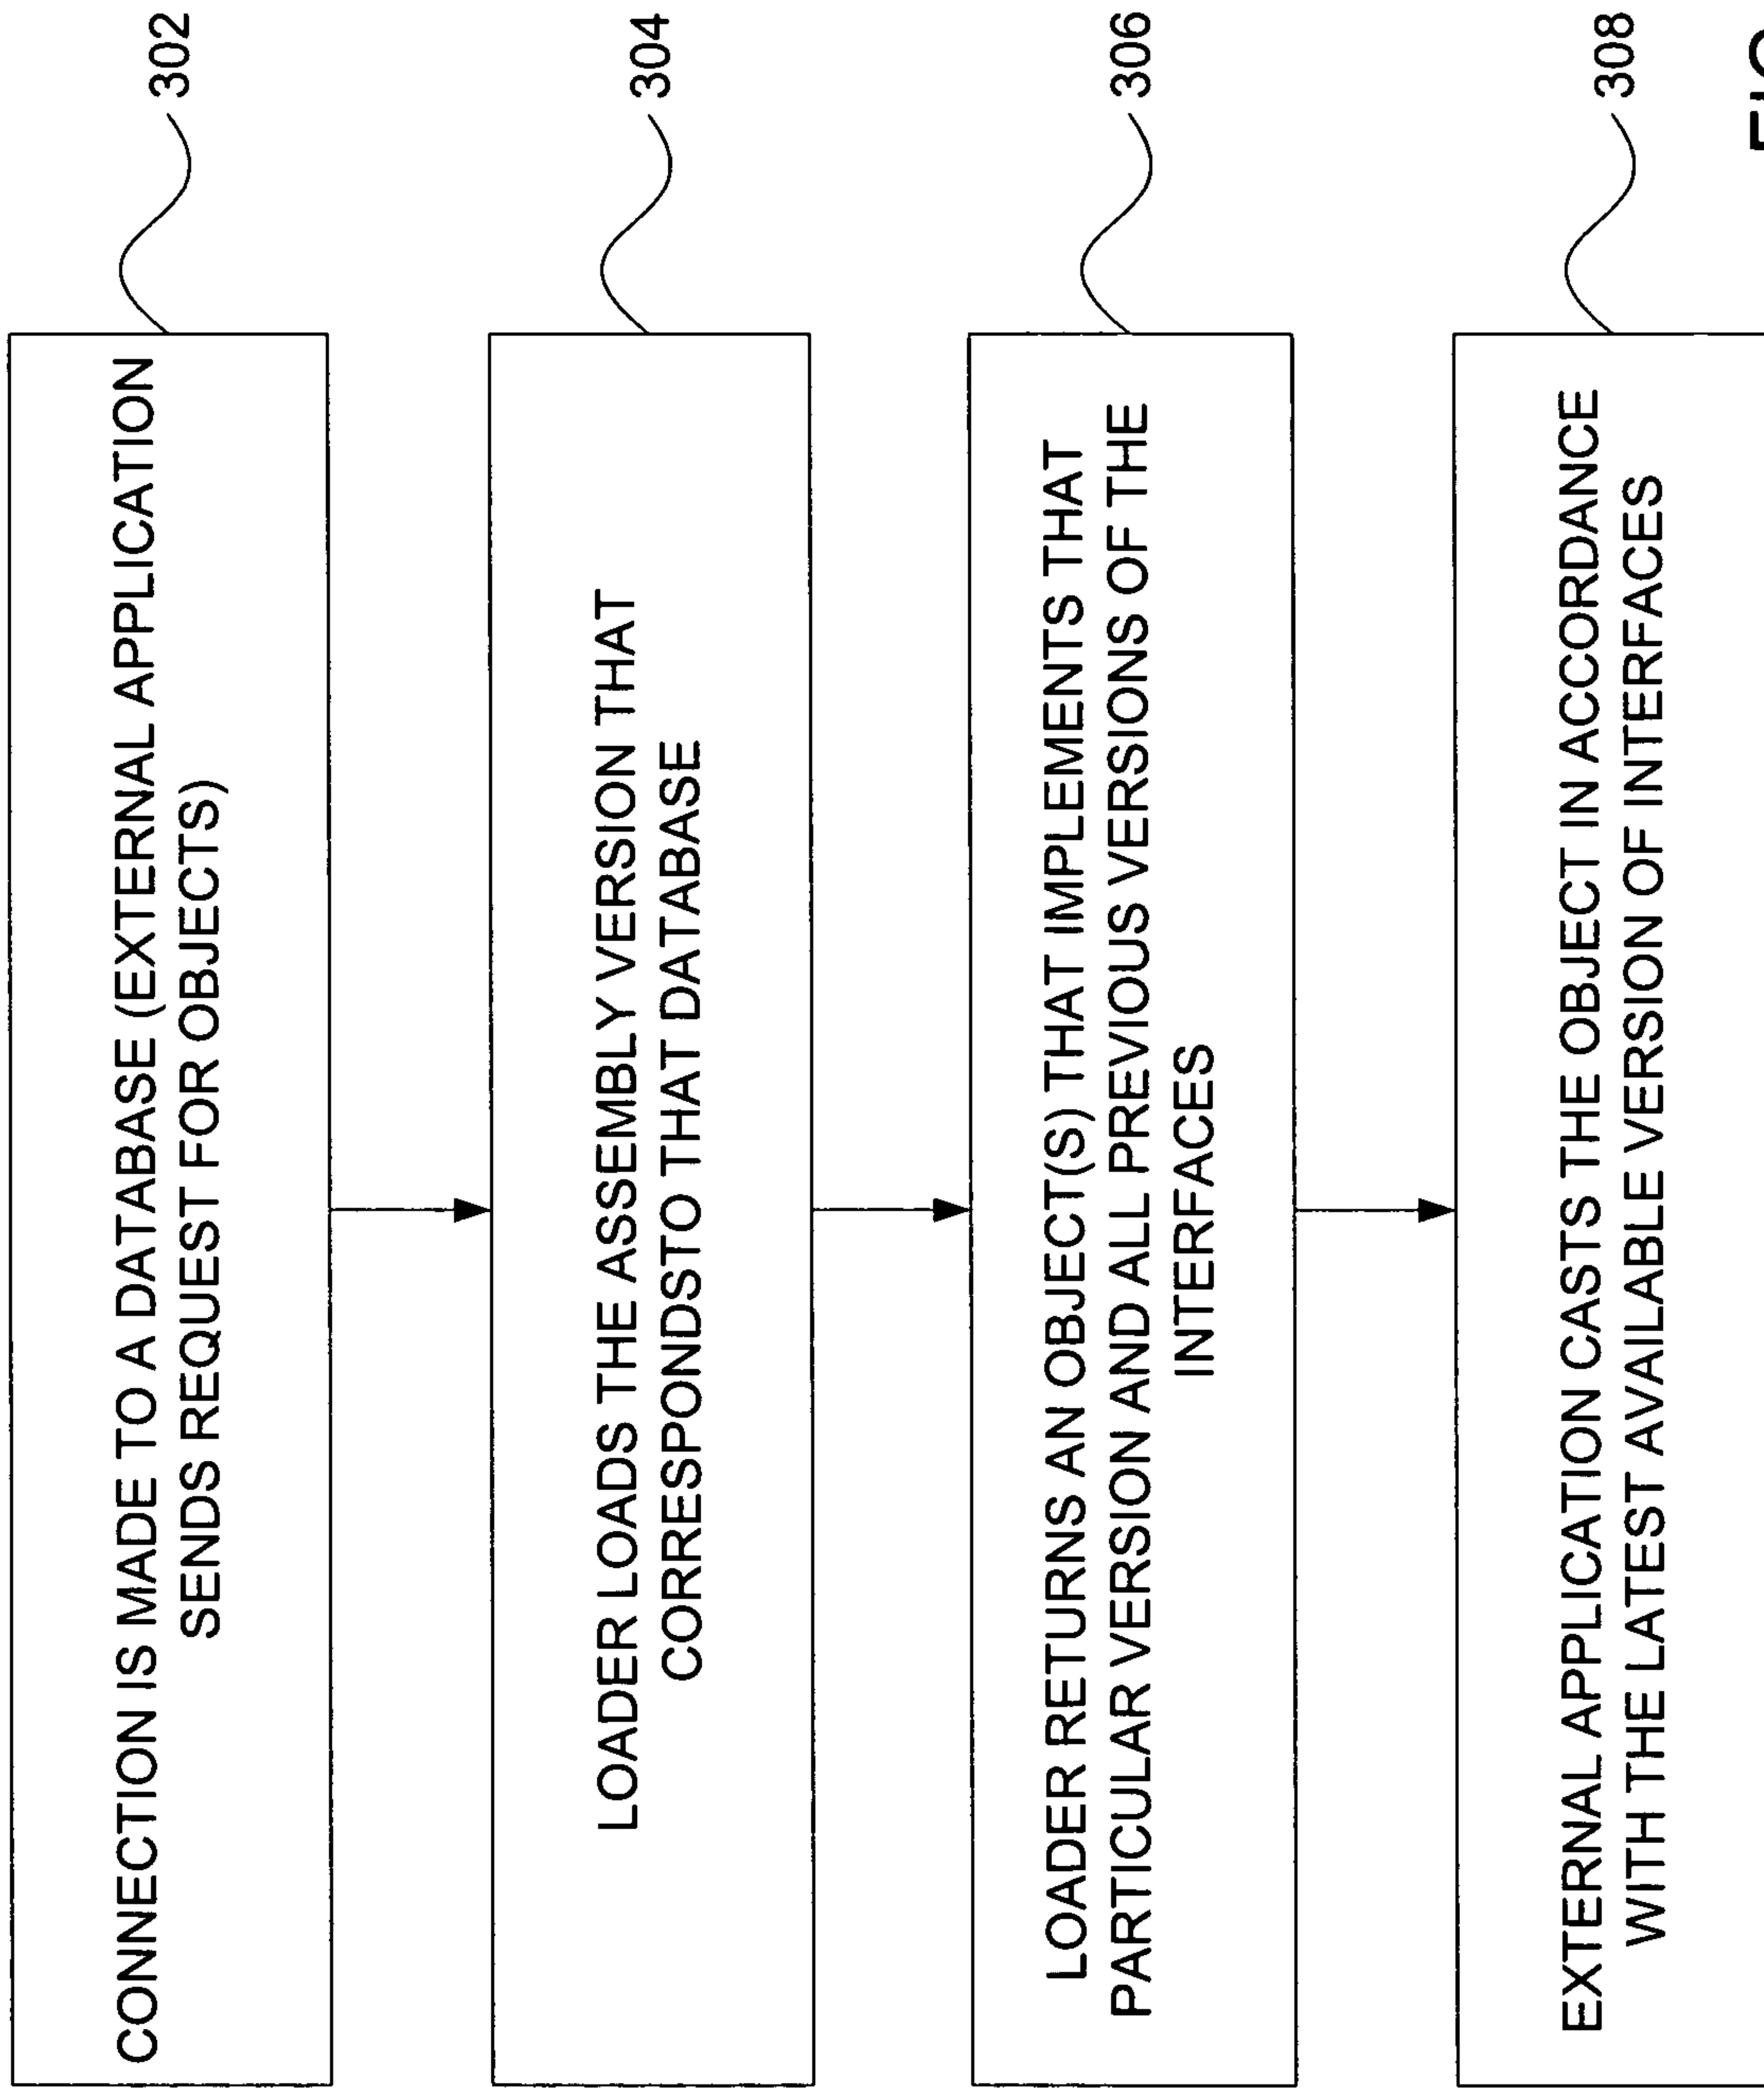 CONNECTION IS MADE TO A DATABASE (EXTERNAL APPLICATION
SENDS REQUEST FOR OBJECTS)
302
LOADER LOADS THE ASSEMBLY VERSION THAT
CORRESPONDSTO THAT DATABASE
304
LOADER RETURNS AN OBJECT(S) THAT IMPLEMENTS THAT
PARTICULAR VERSION AND ALL PREVIOUS VERSIONS OF THE
INTERFACES
306
EXTERNAL APPLICATION CASTS THE OBJECT IN ACCORDANCE
WITH THE LATEST AVAILABLE VERSION OF INTERFACES
308